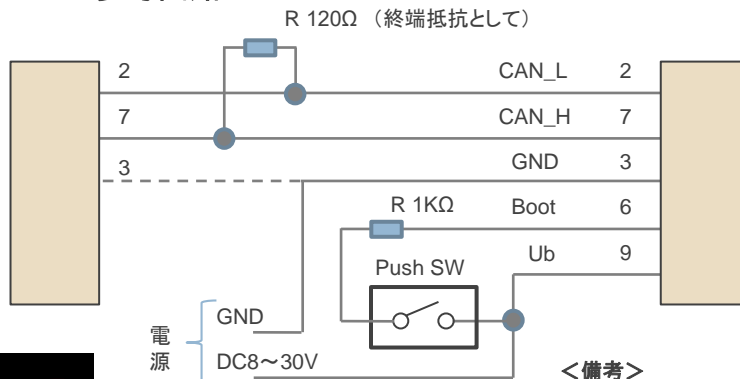 R 120Ω （終端抵抗として）
2 CAN_L 2
7 CAN_H 7
3 GND 3
R 1KΩ Boot 6
Push SW Ub 9
電源
GND
DC8～30V
＜備考＞